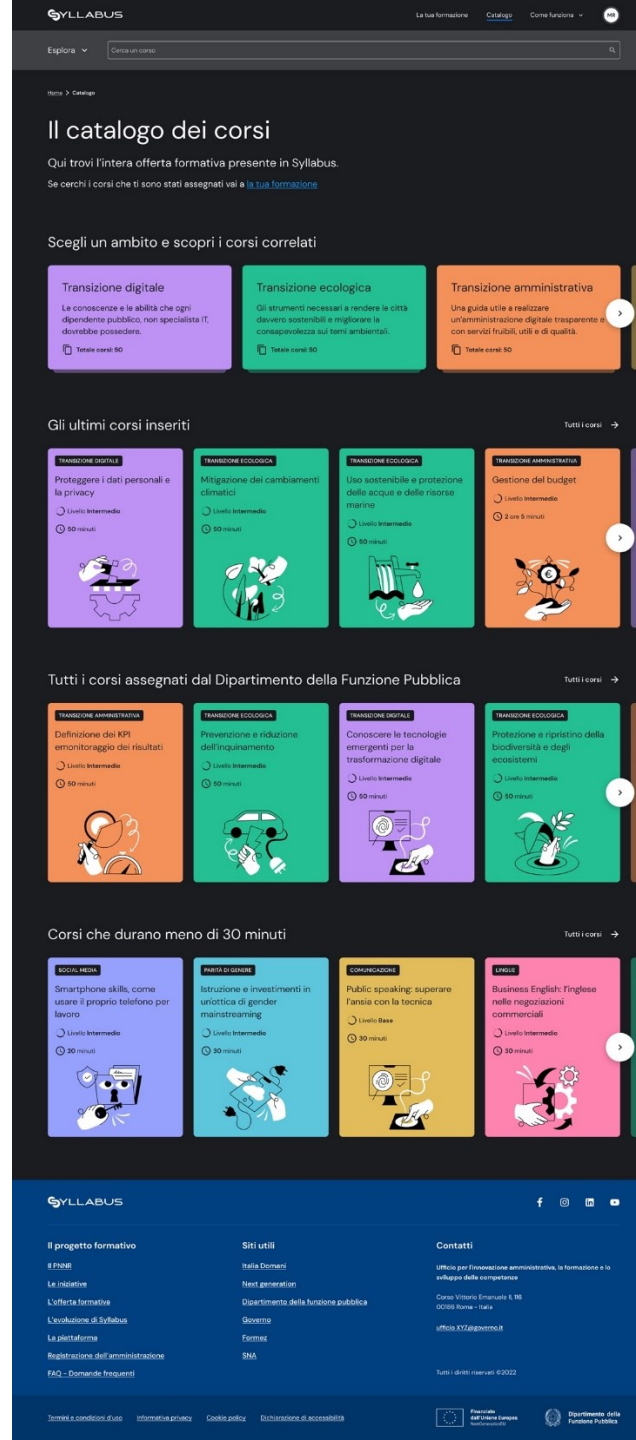 SYLLABUS
La tua formazione
Catalogo
Come funziona
MR
Esplora
Cerca un corso
Home > Catalogo
Il catalogo dei corsi
Qui trovi l'intera offerta formativa presente in Syllabus.
Se cerchi i corsi che ti sono stati assegnati vai a la tua formazione
Scegli un ambito e scopri i corsi correlati
Transizione digitale
Le conoscenze e le abilità che ogni
dipendente pubblico, non specialista IT,
dovrebbe possedere.
Totale corsi: 50
Transizione ecologica
Gli strumenti necessari a rendere le città
davvero sostenibili e migliorare la
consapevolezza sui temi ambientali.
Totale corsi: 50
Transizione amministrativa
Una guida utile a realizzare
un'amministrazione digitale trasparente e
con servizi fruibili, utili e di qualità.
Totale corsi: 50
Gli ultimi corsi inseriti
Tutti i corsi →
TRANSIZIONE DIGITALE
Proteggere i dati personali e
la privacy
Livello Intermedio
50 minuti
TRANSIZIONE ECOLOGICA
Mitigazione dei cambiamenti
climatici
Livello Intermedio
50 minuti
TRANSIZIONE ECOLOGICA
Uso sostenibile e protezione
delle acque e delle risorse
marine
Livello Intermedio
50 minuti
TRANSIZIONE AMMINISTRATIVA
Gestione del budget
Livello Intermedio
2 ore 5 minuti
€
Tutti i corsi assegnati dal Dipartimento della Funzione Pubblica
Tutti i corsi →
TRANSIZIONE AMMINISTRATIVA
Definizione dei KPI
emonitoraggio dei risultati
Livello Intermedio
50 minuti
TRANSIZIONE ECOLOGICA
Prevenzione e riduzione
dell'inquinamento
Livello Intermedio
50 minuti
TRANSIZIONE DIGITALE
Conoscere le tecnologie
emergenti per la
trasformazione digitale
Livello Intermedio
50 minuti
TRANSIZIONE ECOLOGICA
Protezione e ripristino della
biodiversità e degli
ecosistemi
Livello Intermedio
50 minuti
Corsi che durano meno di 30 minuti
Tutti i corsi →
SOCIAL MEDIA
Smartphone skills, come
usare il proprio telefono per
lavoro
Livello Intermedio
20 minuti
PARITÀ DI GENERE
Istruzione e investimenti in
un'ottica di gender
mainstreaming
Livello Intermedio
30 minuti
COMUNICAZIONE
Public speaking: superare
l'ansia con la tecnica
Livello Base
30 minuti
LINGUE
Business English: l'inglese
nelle negoziazioni
commerciali
Livello Intermedio
30 minuti
SYLLABUS
Il progetto formativo
Il PNNR
Le iniziative
L'offerta formativa
L'evoluzione di Syllabus
La piattaforma
Registrazione dell'amministrazione
FAQ - Domande frequenti
Siti utili
Italia Domani
Next generation
Dipartimento della funzione pubblica
Governo
Formez
SNA
Contatti
Ufficio per l'innovazione amministrativa, la formazione e lo
sviluppo delle competenze
Corso Vittorio Emanuele II, 116
00186 Roma - Italia
ufficio XYZ@governo.it
Tutti i diritti riservati ©2022
Termini e condizioni d'uso
Informativa privacy
Cookie policy
Dichiarazione di accessibilità
Finanziato
dall'Unione Europea
NextGenerationEU
Dipartimento della
Funzione Pubblica